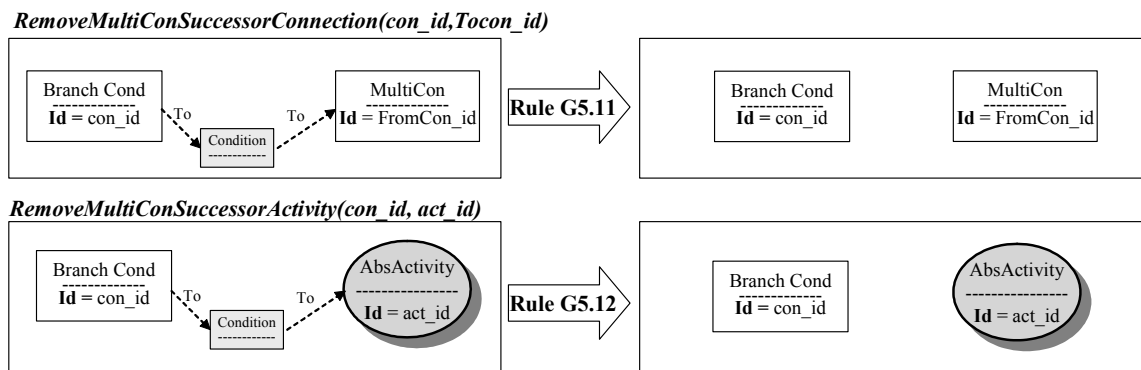 RemoveMultiConSuccessorConnection(con_id,Tocon_id)
Branch Cond
------------------
Id = con_id
To
Condition
------------
To
MultiCon
---------------
Id = FromCon_id
Rule G5.11
Branch Cond
------------------
Id = con_id
MultiCon
---------------
Id = FromCon_id
RemoveMultiConSuccessorActivity(con_id, act_id)
Branch Cond
------------------
Id = con_id
To
Condition
------------
To
AbsActivity
------------------
Id = act_id
Rule G5.12
Branch Cond
------------------
Id = con_id
AbsActivity
------------------
Id = act_id